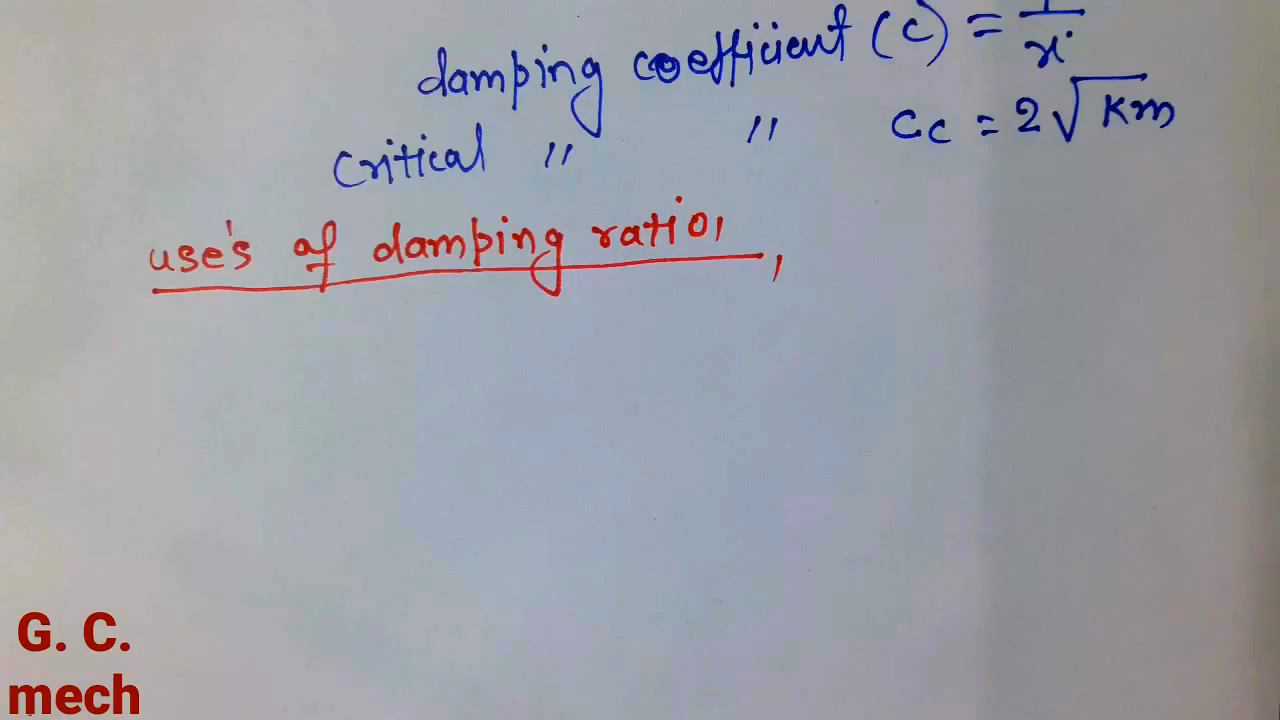 damping coefficient (c) = /ẋ
Critical " " Cc = 2√Km
use's of damping ratio,
,
G. C.
mech